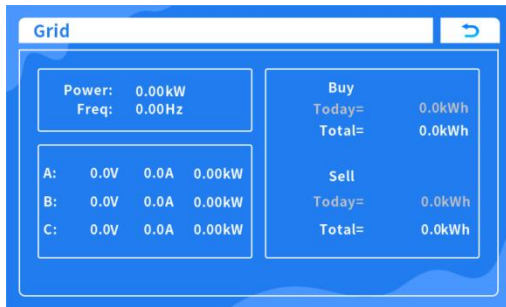 Grid
Power: 0.00kW
Freq: 0.00Hz
A: 0.0V 0.0A 0.00kW
B: 0.0V 0.0A 0.00kW
C: 0.0V 0.0A 0.00kW
Buy
Today= 0.0kWh
Total= 0.0kWh
Sell
Today= 0.0kWh
Total= 0.0kWh